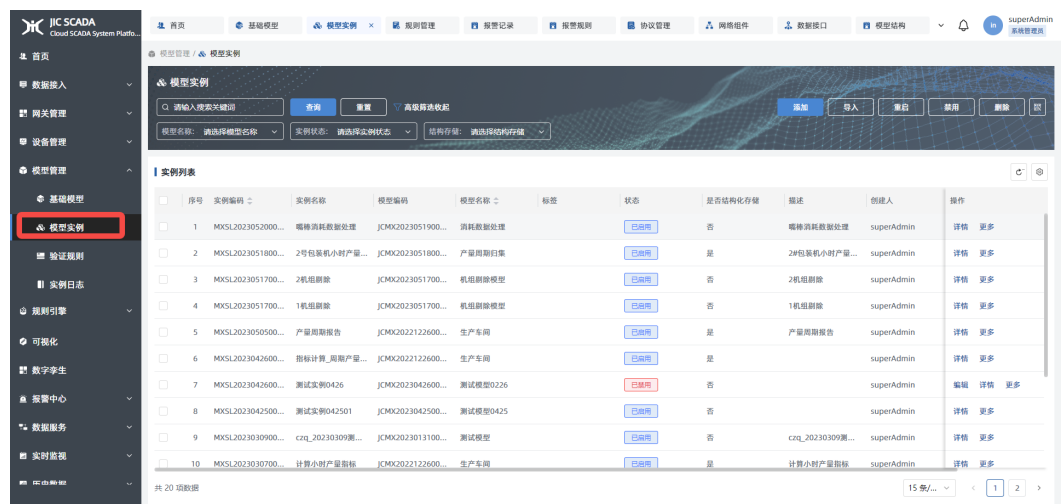 JIC SCADA
Cloud SCADA System Platfo...
首页
基础模型
模型实例 ×
规则管理
报警记录
报警规则
协议管理
网络组件
数据接口
模型结构
in
superAdmin
系统管理员
首页
数据接入
网关管理
设备管理
模型管理
基础模型
模型实例
验证规则
实例日志
规则引擎
可视化
数字孪生
报警中心
数据服务
实时监视
历史数据
模型管理 / 模型实例
模型实例
请输入搜索关键词
查询
重置
高级筛选收起
添加
导入
重启
禁用
删除
模型名称: 请选择模型名称
实例状态: 请选择实例状态
结构存储: 请选择结构存储
实例列表
序号 实例编码 实例名称 模型编码 模型名称 标签 状态 是否结构化存储 描述 创建人 操作
1 MXSL2023052000... 嘴棒消耗数据处理 JCMX2023051900... 消耗数据处理 已启用 否 嘴棒消耗数据处理 superAdmin 详情 更多
2 MXSL2023051800... 2号包装机小时产量... JCMX2023051800... 产量周期归集 已启用 是 2#包装机小时产量... superAdmin 详情 更多
3 MXSL2023051700... 2机组剔除 JCMX2023051700... 机组剔除模型 已启用 否 2机组剔除 superAdmin 详情 更多
4 MXSL2023051700... 1机组剔除 JCMX2023051700... 机组剔除模型 已启用 否 1机组剔除 superAdmin 详情 更多
5 MXSL2023050500... 产量周期报告 JCMX2022122600... 生产车间 已启用 是 产量周期报告 superAdmin 详情 更多
6 MXSL2023042600... 指标计算_周期产量... JCMX2022122600... 生产车间 已启用 是 superAdmin 详情 更多
7 MXSL2023042600... 测试实例0426 JCMX2023042600... 测试模型0226 已禁用 否 superAdmin 编辑 详情 更多
8 MXSL2023042500... 测试实例042501 JCMX2023042500... 测试模型0425 已启用 否 superAdmin 详情 更多
9 MXSL2023030900... czq_20230309测... JCMX2023013100... 测试模型 已启用 否 czq_20230309测... superAdmin 详情 更多
10 MXSL2023030700... 计算小时产量指标 JCMX2022122600... 生产车间 已启用 是 计算小时产量指标 superAdmin 详情 更多
共 20 项数据
15 条/...
< 1 2 >